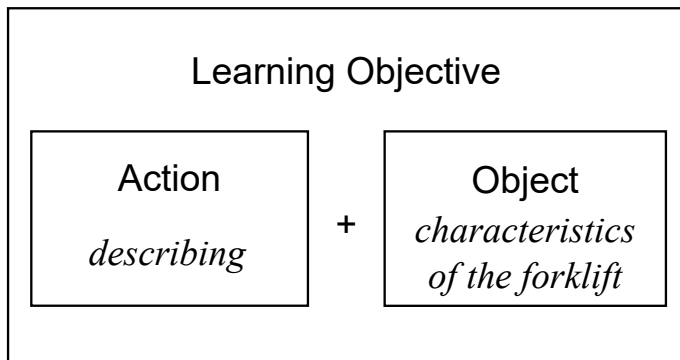 Learning Objective
Action
describing
+
Object
characteristics
of the forklift